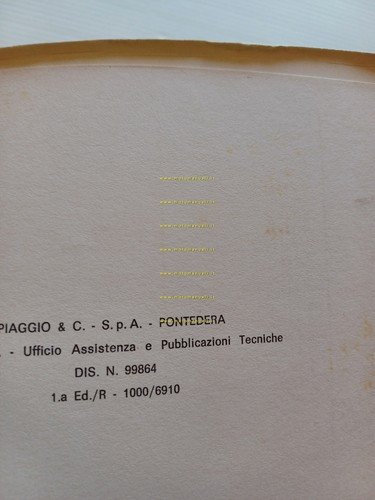 PIAGGIO & C. - S.p.A. - PONTEDERA
. - Ufficio Assistenza e Pubblicazioni Tecniche
DIS. N. 99864
1.a Ed./R - 1000/6910